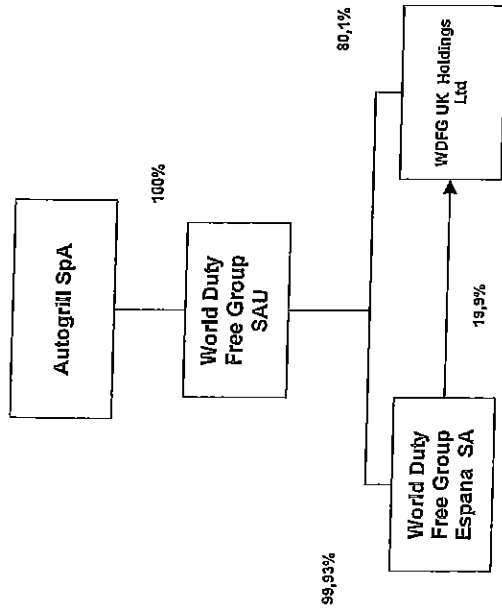 Autogrill SpA
100%
World Duty
Free Group
SAU
99,93%
80,1%
World Duty
Free Group
Espana SA
19,9%
WDFG UK Holdings
Ltd